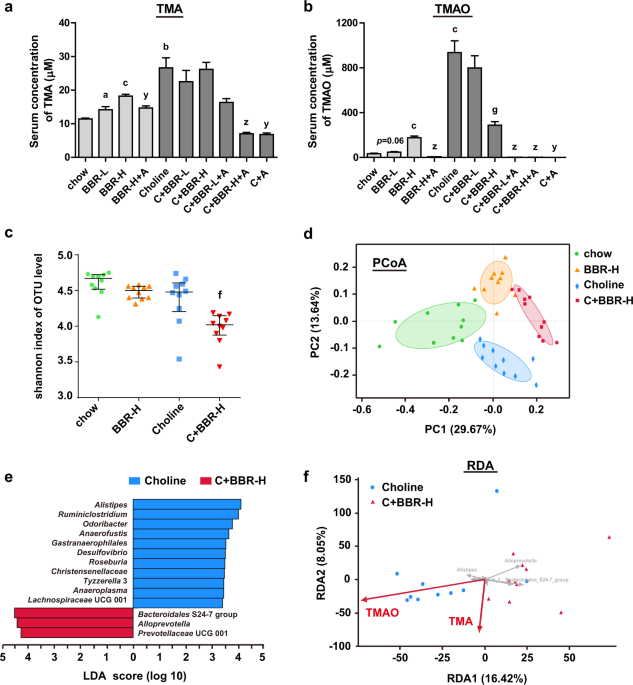 a
TMA
Serum concentration
of TMA (μM)
40
30
20
10
0
a
c
y
b
z
y
chow
BBR-L
BBR-H
BBR-H+A
Choline
C+BBR-L
C+BBR-H
C+BBR-L+A
C+BBR-H+A
C+A
b
TMAO
Serum concentration
of TMAO (μM)
1200
800
400
0
p=0.06
c
z
c
g
z
z
y
chow
BBR-L
BBR-H
BBR-H+A
Choline
C+BBR-L
C+BBR-H
C+BBR-L+A
C+BBR-H+A
C+A
c
shannon index of OTU level
5.0
4.5
4.0
3.5
3.0
f
chow
BBR-H
Choline
C+BBR-H
d
PCoA
chow
BBR-H
Choline
C+BBR-H
PC2 (13.64%)
0.2
0.1
0.0
-0.1
-0.2
-0.6
-0.4
-0.2
-0.0
0.2
PC1 (29.67%)
e
Choline
C+BBR-H
Alistipes
Ruminiclostridium
Odoribacter
Anaerofustis
Gastranaerophilales
Desulfovibrio
Roseburia
Christensenellaceae
Tyzzerella 3
Anaeroplasma
Lachnospiraceae UCG 001
Bacteroidales S24-7 group
Alloprevotella
Prevotellaceae UCG 001
5 4 3 2 1 0 1 2 3 4 5
LDA score (log 10)
f
RDA
Choline
C+BBR-H
RDA2 (8.05%)
150
100
50
0
-50
-100
Alloprevotella
Alistipes
Bacteroidales_S24-7_group
TMAO
TMA
-50
-25
0
25
50
75
RDA1 (16.42%)